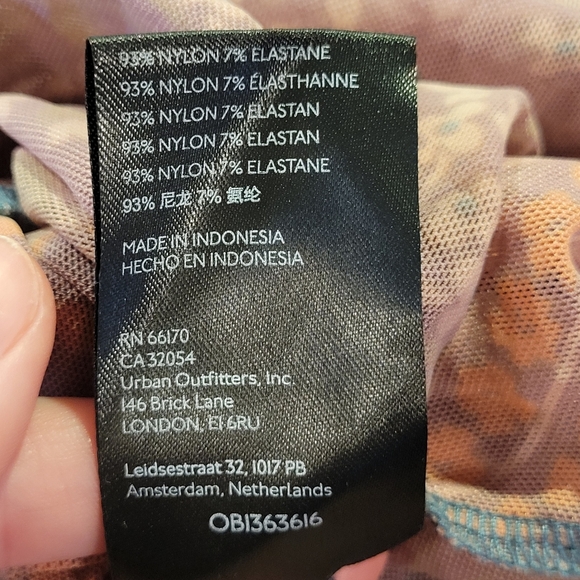 93% NYLON 7% ELASTANE
93% NYLON 7% ÉLASTHANNE
93% NYLON 7% ELASTAN
93% NYLON 7% ELASTAN
93% NYLON 7% ELASTANE
93% 尼龙 7% 氨纶
MADE IN INDONESIA
HECHO EN INDONESIA
RN 66170
CA 32054
Urban Outfitters, Inc.
146 Brick Lane
LONDON, E1 6RU
Leidsestraat 32, 1017 PB
Amsterdam, Netherlands
OB1363616